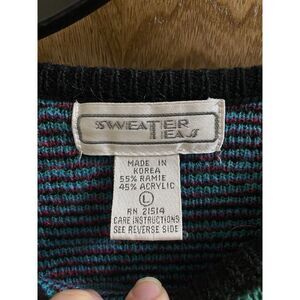 SWEATER
TEAS
MADE IN
KOREA
55% RAMIE
45% ACRYLIC
L
RN 21514
CARE INSTRUCTIONS
SEE REVERSE SIDE